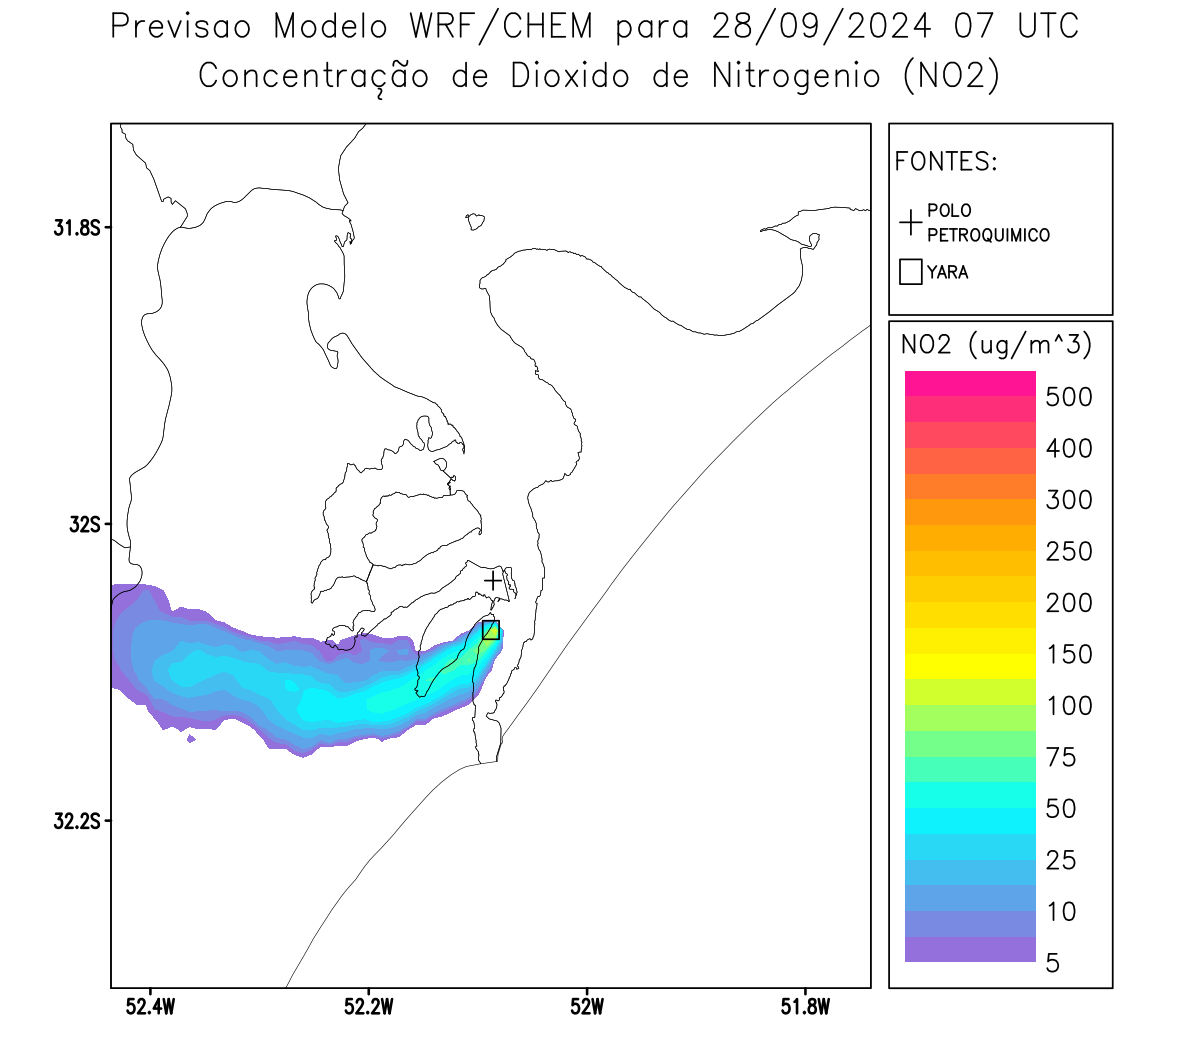 Previsao Modelo WRF/CHEM para 28/09/2024 07 UTC
Concentração de Dioxido de Nitrogenio (NO2)
FONTES:
POLO
PETROQUIMICO
YARA
NO2 (ug/m^3)
500
400
300
250
200
150
100
75
50
25
10
5
31.8S
32S
32.2S
52.4W
52.2W
52W
51.8W